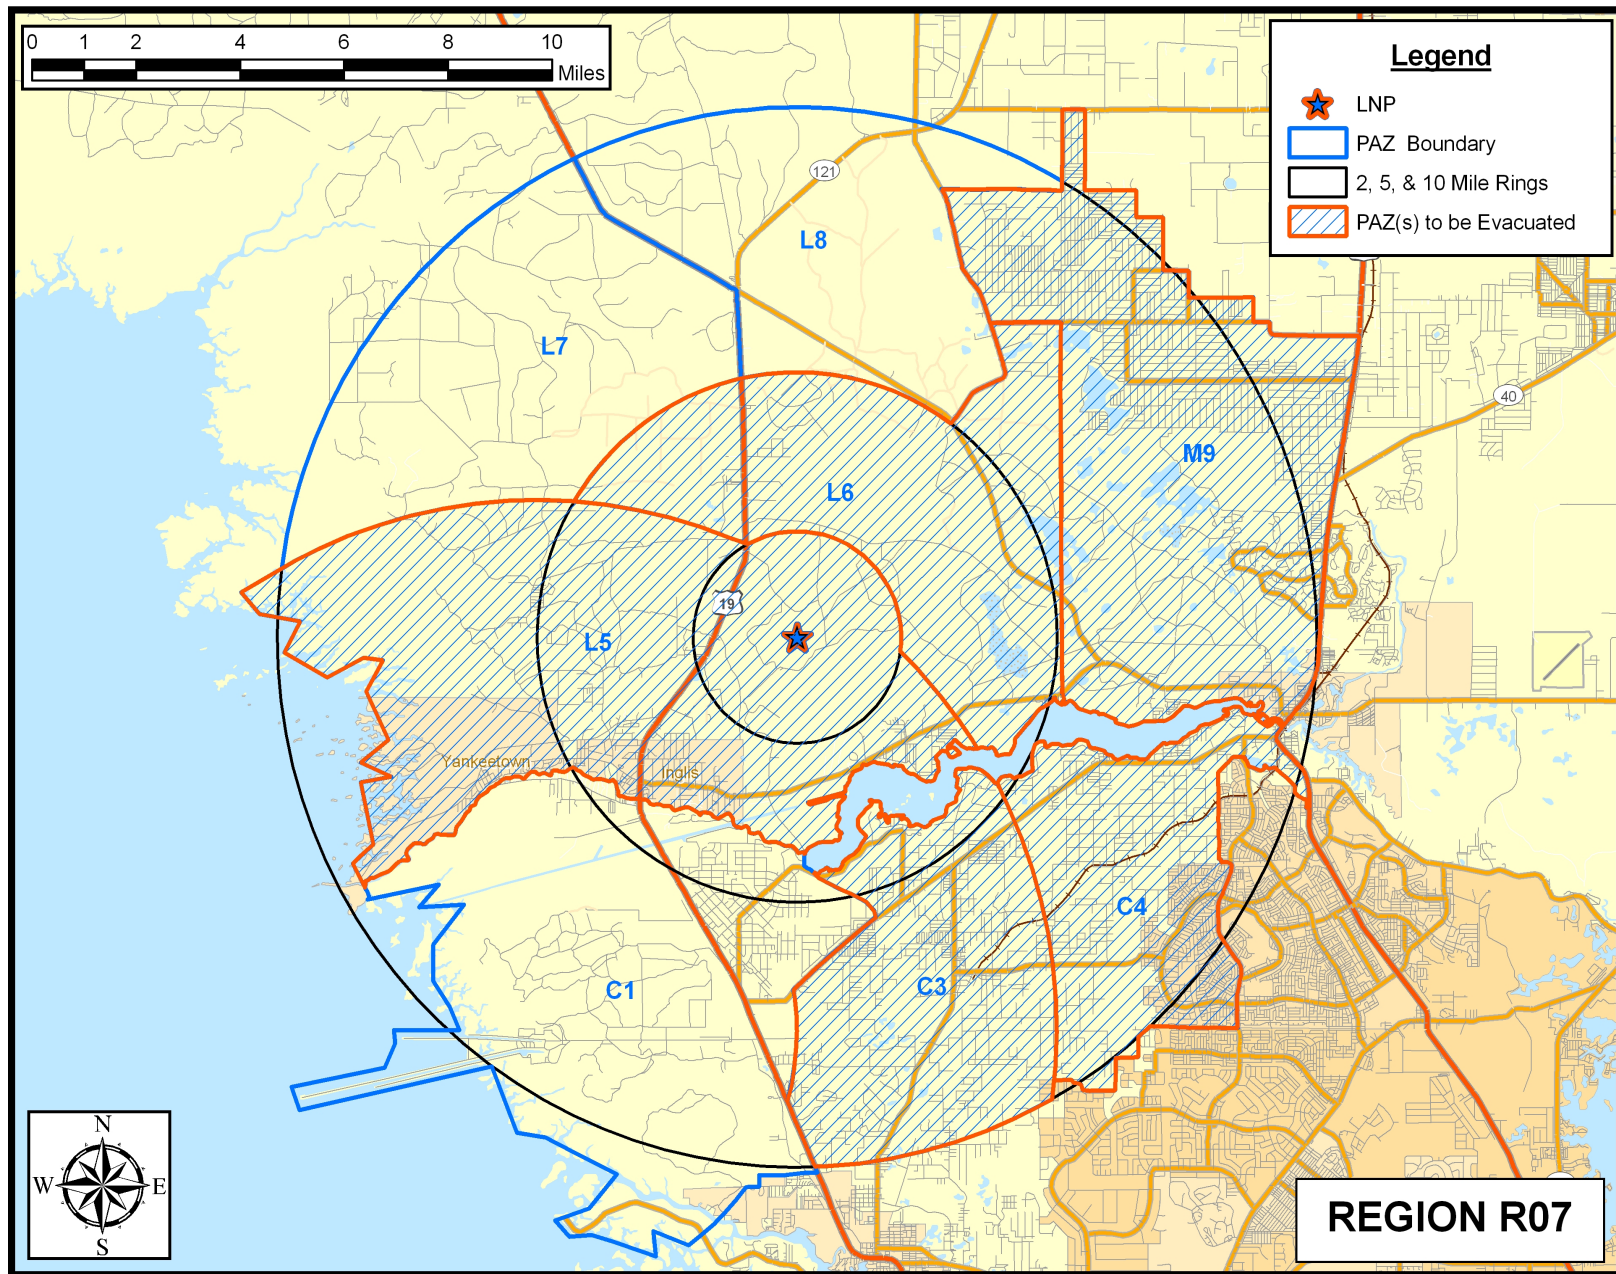 0 1 2 4 6 8 10
Miles
Legend
LNP
PAZ Boundary
2, 5, & 10 Mile Rings
PAZ(s) to be Evacuated
121
L8
L7
40
M9
L6
19
L5
Yankeetown
Inglis
C4
C3
C1
N
W E
S
REGION R07